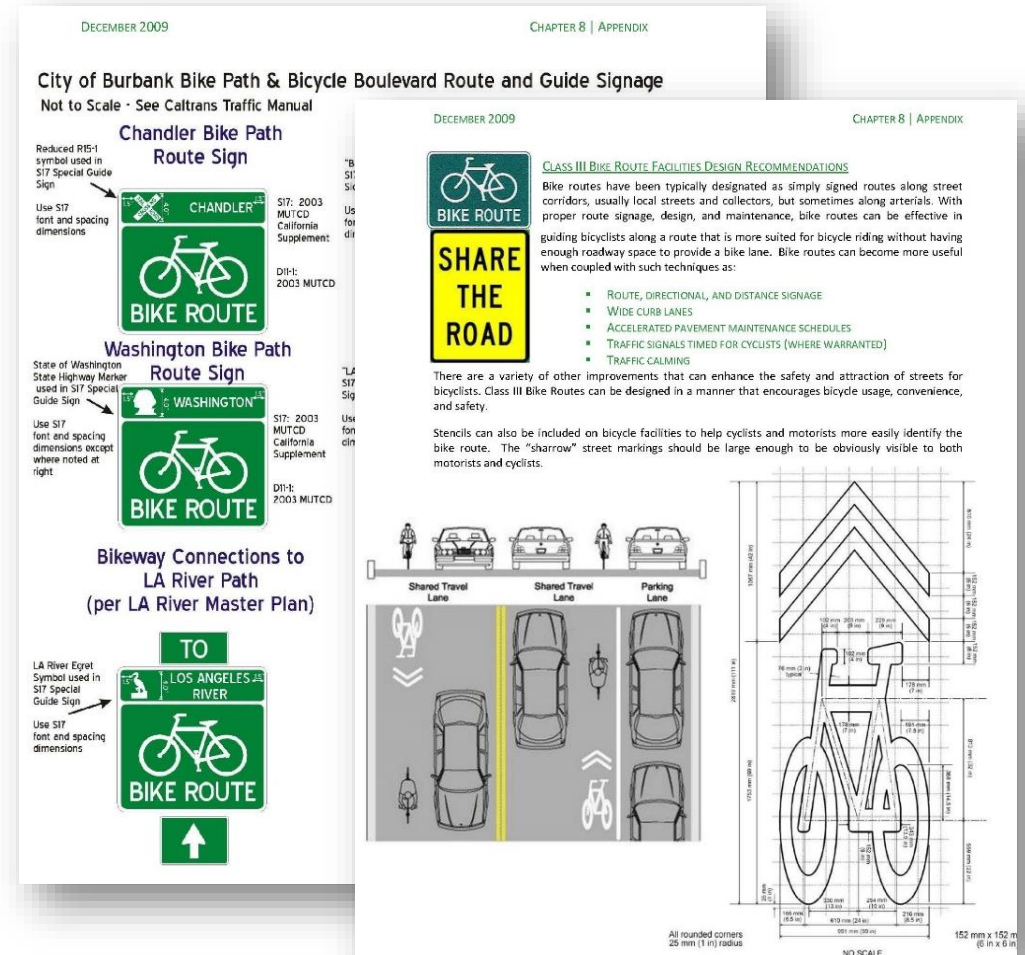 DECEMBER 2009
CHAPTER 8 | APPENDIX
City of Burbank Bike Path & Bicycle Boulevard Route and Guide Signage
Not to Scale - See Caltrans Traffic Manual
Chandler Bike Path
Route Sign
Reduced R15-1
symbol used in
S17 Special Guide
Sign
Use S17
font and spacing
dimensions
CHANDLER
BIKE ROUTE
S17: 2003
MUTCD
California
Supplement
D11-1:
2003 MUTCD
Washington Bike Path
Route Sign
State of Washington
State Highway Marker
used in S17 Special
Guide Sign
Use S17
font and spacing
dimensions except
where noted at
right
WASHINGTON
BIKE ROUTE
S17: 2003
MUTCD
California
Supplement
D11-1:
2003 MUTCD
Bikeway Connections to
LA River Path
(per LA River Master Plan)
TO
LA River Egret
Symbol used in
S17 Special
Guide Sign
Use S17
font and spacing
dimensions
LOS ANGELES
RIVER
BIKE ROUTE
DECEMBER 2009
CHAPTER 8 | APPENDIX
BIKE ROUTE
SHARE
THE
ROAD
CLASS III BIKE ROUTE FACILITIES DESIGN RECOMMENDATIONS
Bike routes have been typically designated as simply signed routes along street
corridors, usually local streets and collectors, but sometimes along arterials. With
proper route signage, design, and maintenance, bike routes can be effective in
guiding bicyclists along a route that is more suited for bicycle riding without having
enough roadway space to provide a bike lane. Bike routes can become more useful
when coupled with such techniques as:
▪ ROUTE, DIRECTIONAL, AND DISTANCE SIGNAGE
▪ WIDE CURB LANES
▪ ACCELERATED PAVEMENT MAINTENANCE SCHEDULES
▪ TRAFFIC SIGNALS TIMED FOR CYCLISTS (WHERE WARRANTED)
▪ TRAFFIC CALMING
There are a variety of other improvements that can enhance the safety and attraction of streets for
bicyclists. Class III Bike Routes can be designed in a manner that encourages bicycle usage, convenience,
and safety.
Stencils can also be included on bicycle facilities to help cyclists and motorists more easily identify the
bike route. The "sharrow" street markings should be large enough to be obviously visible to both
motorists and cyclists.
Shared Travel
Lane
Shared Travel
Lane
Parking
Lane
All rounded corners
25 mm (1 in) radius
NO SCALE
152 mm x 152 m
(6 in x 6 in